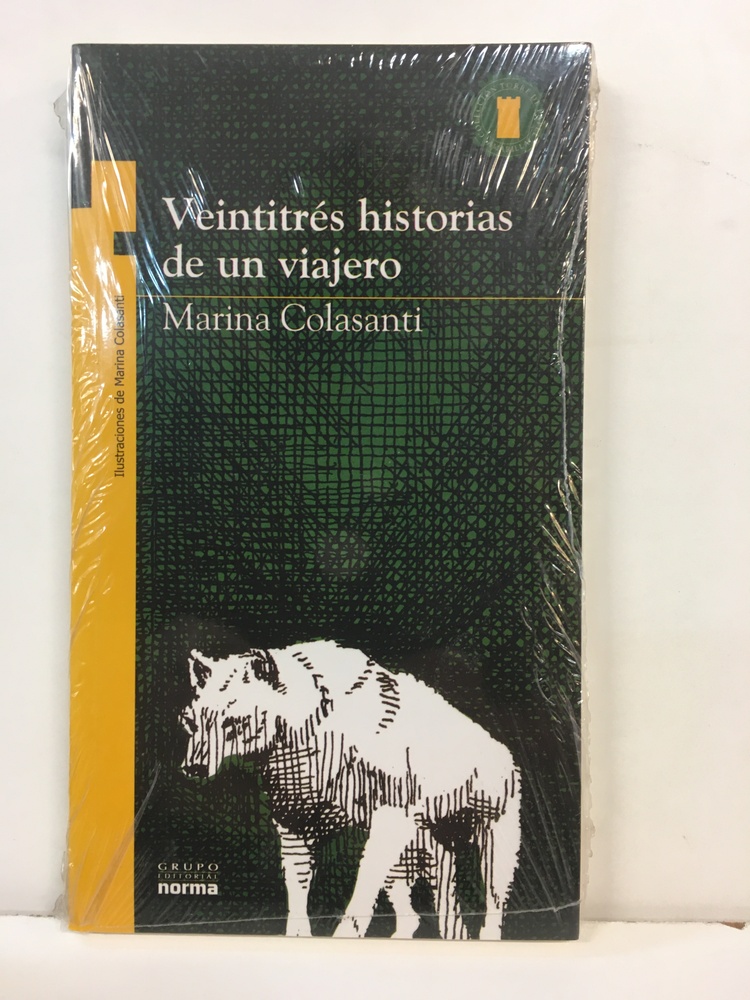 Veintitrés historias
de un viajero
Marina Colasanti
Ilustraciones de Marina Colasanti
GRUPO
EDITORIAL
norma